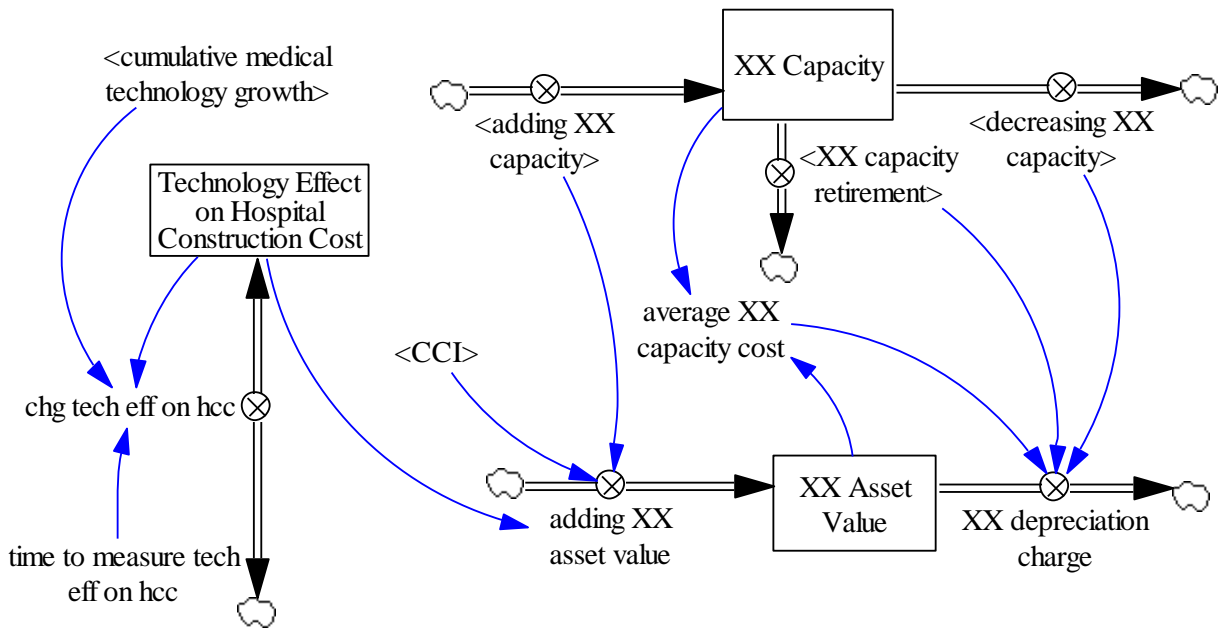 <cumulative medical
technology growth>
XX Capacity
<adding XX
capacity>
<decreasing XX
capacity>
<XX capacity
retirement>
Technology Effect
on Hospital
Construction Cost
average XX
capacity cost
<CCI>
chg tech eff on hcc
XX Asset
Value
adding XX
asset value
XX depreciation
charge
time to measure tech
eff on hcc